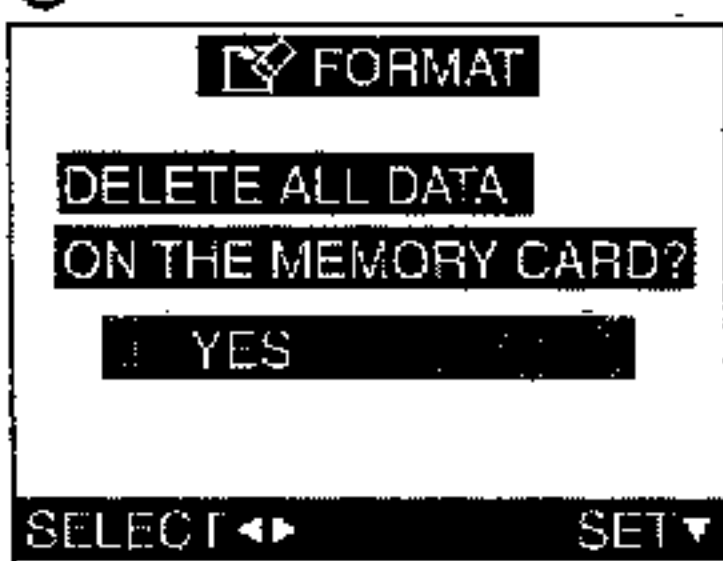 FORMAT
DELETE ALL DATA
ON THE MEMORY CARD?
YES
SELECT ◀▶ SET ▼